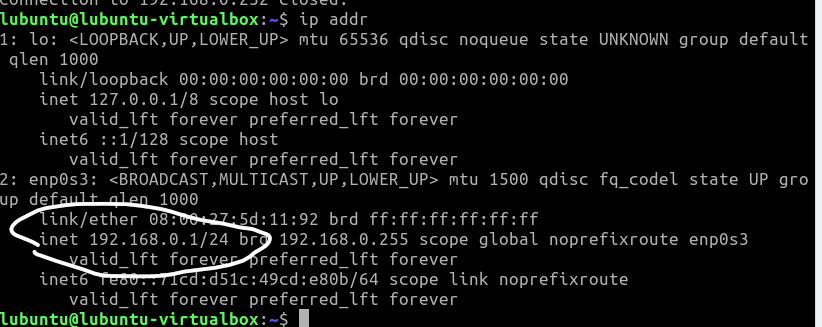 connection to 192.168.0.252 closed.
lubuntu@lubuntu-virtualbox:~$ ip addr
1: lo: <LOOPBACK,UP,LOWER_UP> mtu 65536 qdisc noqueue state UNKNOWN group default
qlen 1000
link/loopback 00:00:00:00:00:00 brd 00:00:00:00:00:00
inet 127.0.0.1/8 scope host lo
valid_lft forever preferred_lft forever
inet6 ::1/128 scope host
valid_lft forever preferred_lft forever
2: enp0s3: <BROADCAST,MULTICAST,UP,LOWER_UP> mtu 1500 qdisc fq_codel state UP gro
up default qlen 1000
link/ether 08:00:27:5d:11:92 brd ff:ff:ff:ff:ff:ff
inet 192.168.0.1/24 brd 192.168.0.255 scope global noprefixroute enp0s3
valid_lft forever preferred_lft forever
inet6 fe80::71cd:d51c:49cd:e80b/64 scope link noprefixroute
valid_lft forever preferred_lft forever
lubuntu@lubuntu-virtualbox:~$